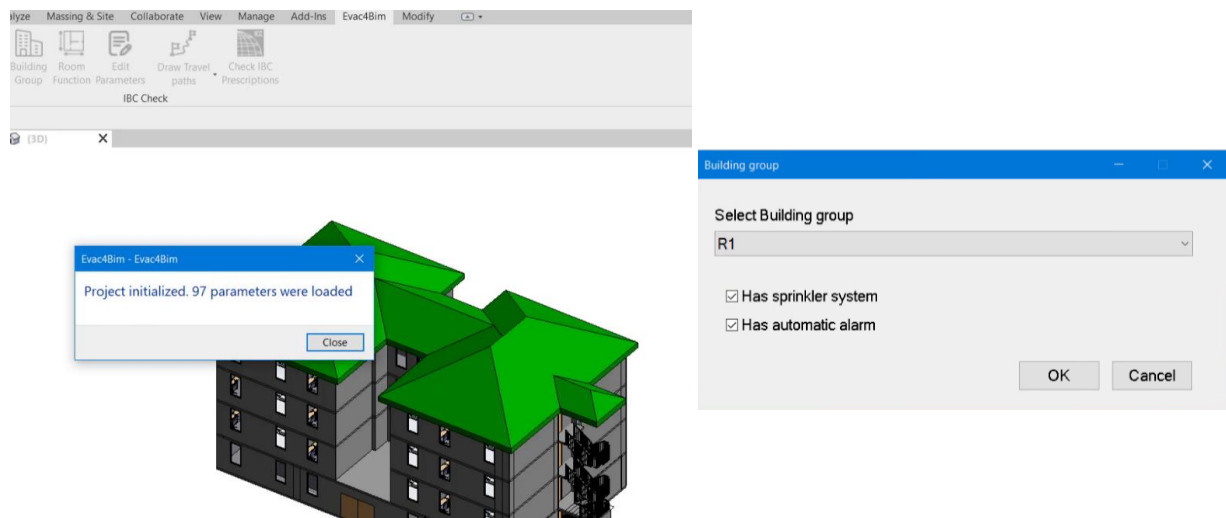 lyze Massing & Site Collaborate View Manage Add-Ins Evac4Bim Modify
Building Room Edit Draw Travel Check IBC
Group Function Parameters paths Prescriptions
IBC Check
(3D)
Evac4Bim - Evac4Bim
Project initialized. 97 parameters were loaded
Close
Building group
Select Building group
R1
Has sprinkler system
Has automatic alarm
OK Cancel